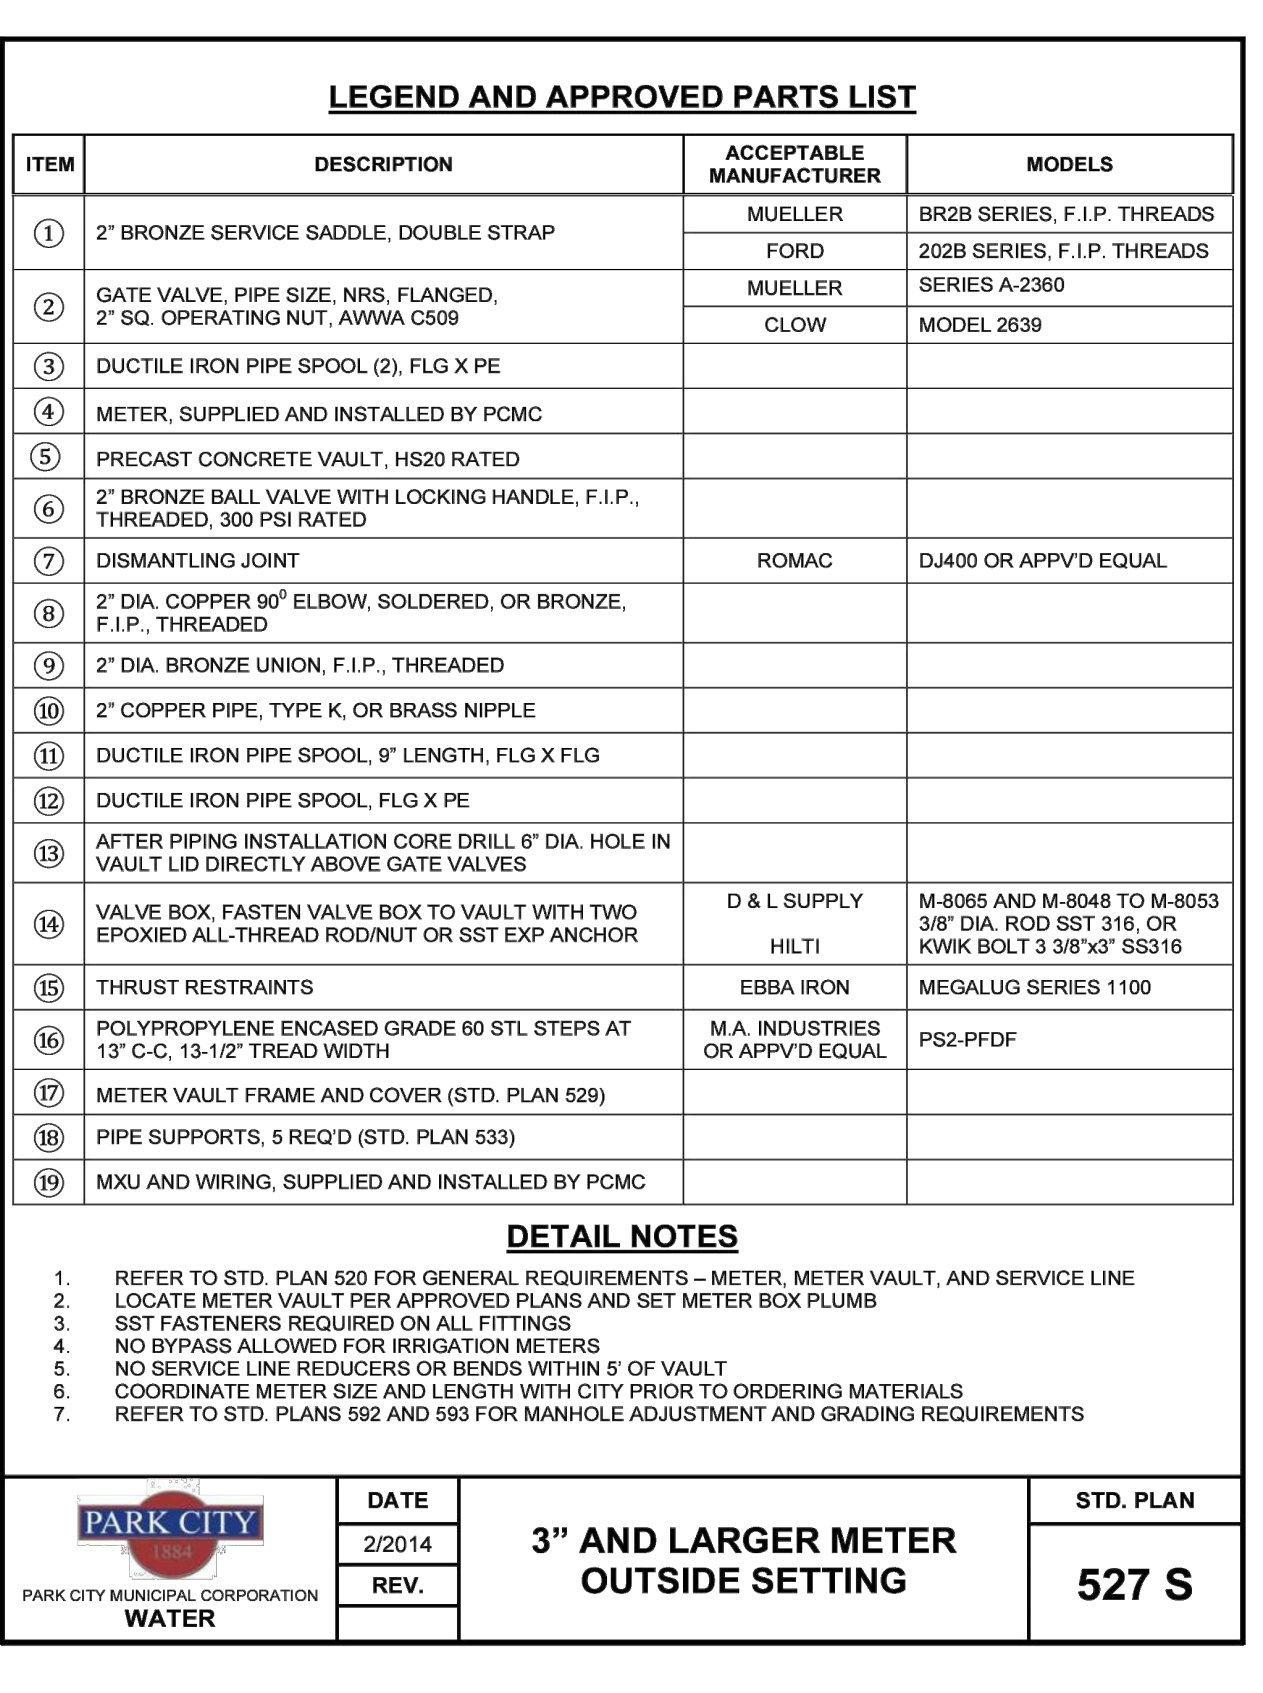 LEGEND AND APPROVED PARTS LIST
ITEM DESCRIPTION ACCEPTABLE MANUFACTURER MODELS
① 2” BRONZE SERVICE SADDLE, DOUBLE STRAP MUELLER BR2B SERIES, F.I.P. THREADS
FORD 202B SERIES, F.I.P. THREADS
② GATE VALVE, PIPE SIZE, NRS, FLANGED, MUELLER SERIES A-2360
2” SQ. OPERATING NUT, AWWA C509 CLOW MODEL 2639
③ DUCTILE IRON PIPE SPOOL (2), FLG X PE
④ METER, SUPPLIED AND INSTALLED BY PCMC
⑤ PRECAST CONCRETE VAULT, HS20 RATED
⑥ 2” BRONZE BALL VALVE WITH LOCKING HANDLE, F.I.P.,
THREADED, 300 PSI RATED
⑦ DISMANTLING JOINT ROMAC DJ400 OR APPV’D EQUAL
⑧ 2” DIA. COPPER 90⁰ ELBOW, SOLDERED, OR BRONZE,
F.I.P., THREADED
⑨ 2” DIA. BRONZE UNION, F.I.P., THREADED
⑩ 2” COPPER PIPE, TYPE K, OR BRASS NIPPLE
⑪ DUCTILE IRON PIPE SPOOL, 9” LENGTH, FLG X FLG
⑫ DUCTILE IRON PIPE SPOOL, FLG X PE
⑬ AFTER PIPING INSTALLATION CORE DRILL 6” DIA. HOLE IN
VAULT LID DIRECTLY ABOVE GATE VALVES
⑭ VALVE BOX, FASTEN VALVE BOX TO VAULT WITH TWO
EPOXIED ALL-THREAD ROD/NUT OR SST EXP ANCHOR
D & L SUPPLY M-8065 AND M-8048 TO M-8053
3/8” DIA. ROD SST 316, OR
HILTI KWIK BOLT 3 3/8”x3” SS316
⑮ THRUST RESTRAINTS EBBA IRON MEGALUG SERIES 1100
⑯ POLYPROPYLENE ENCASED GRADE 60 STL STEPS AT
13” C-C, 13-1/2” TREAD WIDTH
M.A. INDUSTRIES
OR APPV’D EQUAL
PS2-PFDF
⑰ METER VAULT FRAME AND COVER (STD. PLAN 529)
⑱ PIPE SUPPORTS, 5 REQ’D (STD. PLAN 533)
⑲ MXU AND WIRING, SUPPLIED AND INSTALLED BY PCMC
DETAIL NOTES
1. REFER TO STD. PLAN 520 FOR GENERAL REQUIREMENTS – METER, METER VAULT, AND SERVICE LINE
2. LOCATE METER VAULT PER APPROVED PLANS AND SET METER BOX PLUMB
3. SST FASTENERS REQUIRED ON ALL FITTINGS
4. NO BYPASS ALLOWED FOR IRRIGATION METERS
5. NO SERVICE LINE REDUCERS OR BENDS WITHIN 5’ OF VAULT
6. COORDINATE METER SIZE AND LENGTH WITH CITY PRIOR TO ORDERING MATERIALS
7. REFER TO STD. PLANS 592 AND 593 FOR MANHOLE ADJUSTMENT AND GRADING REQUIREMENTS
PARK CITY
1884
PARK CITY MUNICIPAL CORPORATION
WATER
DATE
2/2014
REV.
3” AND LARGER METER
OUTSIDE SETTING
STD. PLAN
527 S